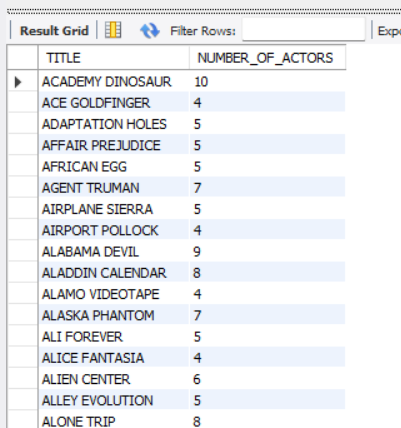 Result Grid Filter Rows: Expo
TITLE NUMBER_OF_ACTORS
ACADEMY DINOSAUR 10
ACE GOLDFINGER 4
ADAPTATION HOLES 5
AFFAIR PREJUDICE 5
AFRICAN EGG 5
AGENT TRUMAN 7
AIRPLANE SIERRA 5
AIRPORT POLLOCK 4
ALABAMA DEVIL 9
ALADDIN CALENDAR 8
ALAMO VIDEOTAPE 4
ALASKA PHANTOM 7
ALI FOREVER 5
ALICE FANTASIA 4
ALIEN CENTER 6
ALLEY EVOLUTION 5
ALONE TRIP 8